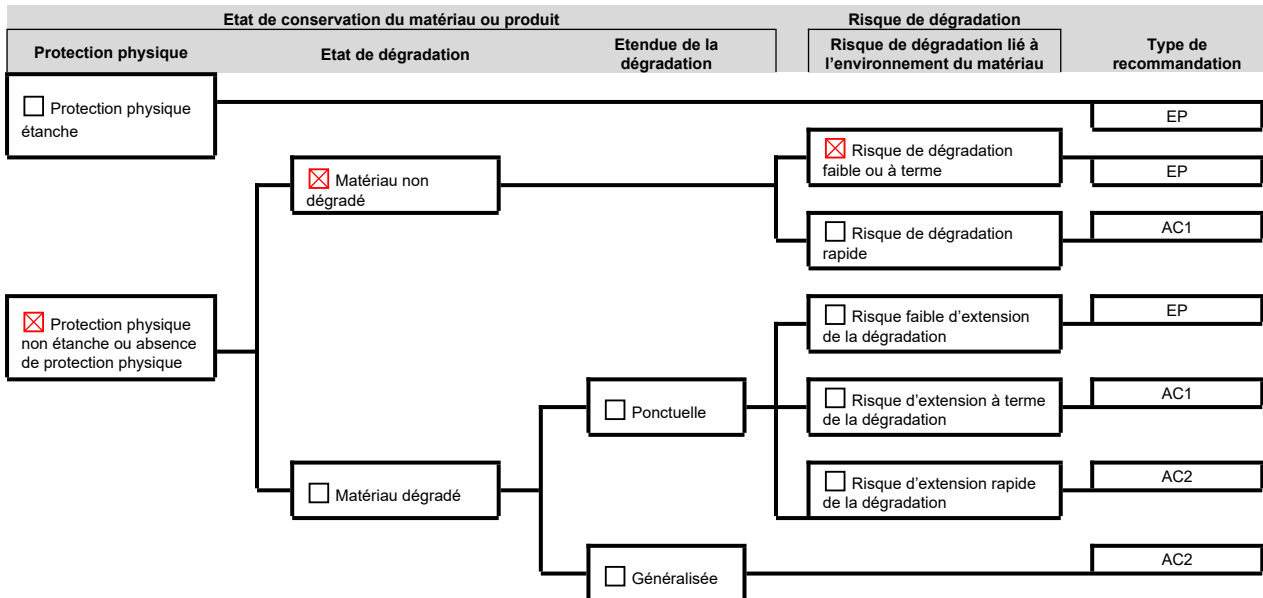 Etat de conservation du matériau ou produit
Risque de dégradation
Protection physique
Etat de dégradation
Etendue de la
dégradation
Risque de dégradation lié à
l'environnement du matériau
Type de
recommandation
Protection physique
étanche
EP
Matériau non
dégradé
Risque de dégradation
faible ou à terme
EP
Risque de dégradation
rapide
AC1
Protection physique
non étanche ou absence
de protection physique
Risque faible d'extension
de la dégradation
EP
Ponctuelle
Risque d'extension à terme
de la dégradation
AC1
Matériau dégradé
Risque d'extension rapide
de la dégradation
AC2
Généralisée
AC2